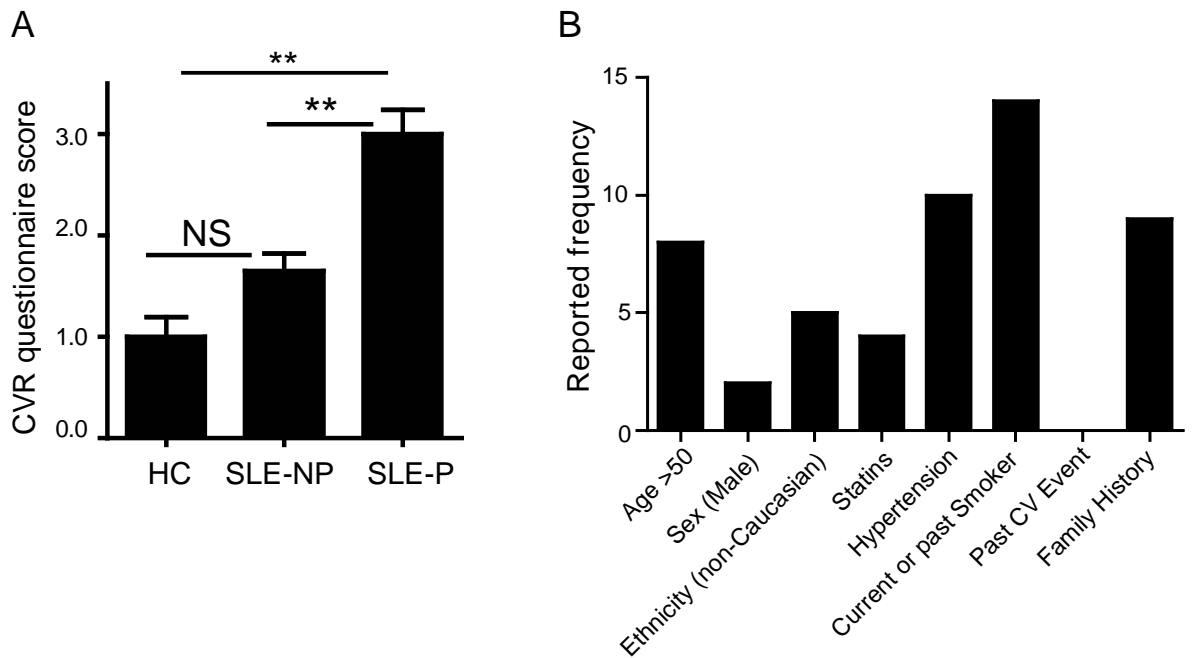 A
**
**
NS
CVR questionnaire score
3.0
2.0
1.0
0.0
HC
SLE-NP
SLE-P
B
Reported frequency
15
10
5
0
Age >50
Sex (Male)
Ethnicity (non-Caucasian)
Statins
Hypertension
Current or past Smoker
Past CV Event
Family History